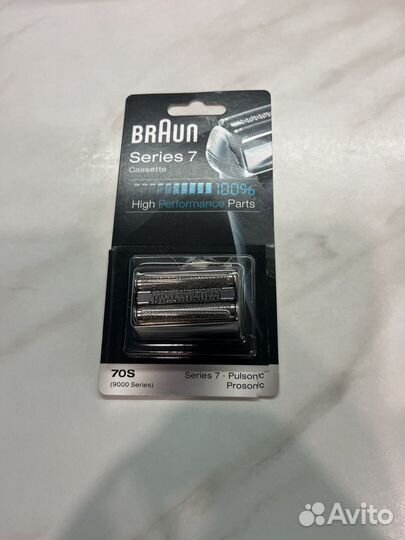 BRAUN
Series 7
Cassette
100%
High Performance Parts
70S
(9000 Series)
Series 7 · Pulsonic
Prosonic
Avito